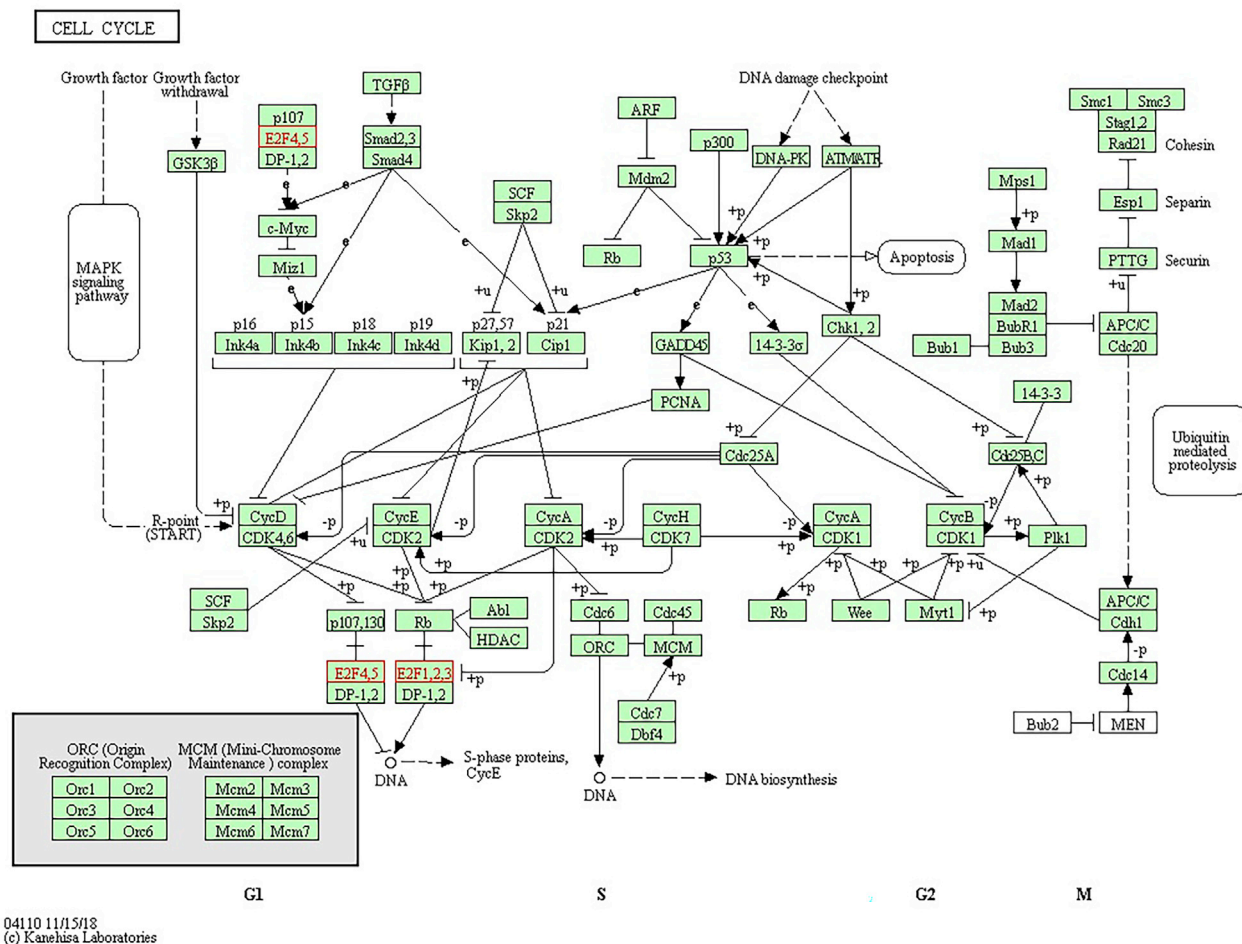 CELL CYCLE
Growth factor
Growth factor
withdrawal
TGFβ
DNA damage checkpoint
Smc1
Smc3
p107
E2F4,5
DP-1,2
Smad2,3
Smad4
ARF
p300
DNA-PK
ATM/ATR
Stag1,2
Rad21
Cohesin
GSK3β
e
e
SCF
Skp2
Mdm2
+p
Mps1
+p
Esp1
Separin
c-Myc
e
e
Mad1
MAPK
signaling
pathway
Miz1
e
Rb
p53
+p
+p
Apoptosis
PTTG
Securin
+u
+u
+u
e
e
e
+p
Mad2
BubR1
Bub3
Bub1
APC/C
Cdc20
p16
p15
p18
p19
p27,57
p21
Ink4a
Ink4b
Ink4c
Ink4d
Kip1, 2
Cip1
GADD45
14-3-3σ
Chk1, 2
+p
PCNA
14-3-3
+p
+p
Cdc25A
Cdc25B,C
Ubiquitin
mediated
proteolysis
+p
+p
R-point
(START)
CycD
CDK4,6
-p
CycE
CDK2
-p
CycA
CDK2
-p
CycH
CDK7
-p
CycA
CDK1
CycB
CDK1
-p
+p
Plk1
+u
+p
+p
+p
+p
+p
+p
+p
+p
+p
+p
+p
+u
SCF
Skp2
p107,130
Rb
Abl
HDAC
Cdc6
Cdc45
ORC
MCM
Rb
Wee
Myt1
+p
APC/C
Cdh1
-p
E2F4,5
DP-1,2
E2F1,2,3
DP-1,2
+p
+p
Cdc14
Cdc7
Dbf4
Bub2
MEN
DNA
S-phase proteins,
CycE
DNA
DNA biosynthesis
ORC (Origin
Recognition Complex)
MCM (Mini-Chromosome
Maintenance ) complex
Orc1
Orc2
Mcm2
Mcm3
Orc3
Orc4
Mcm4
Mcm5
Orc5
Orc6
Mcm6
Mcm7
G1
S
G2
M
04110 11/15/18
(c) Kanehisa Laboratories